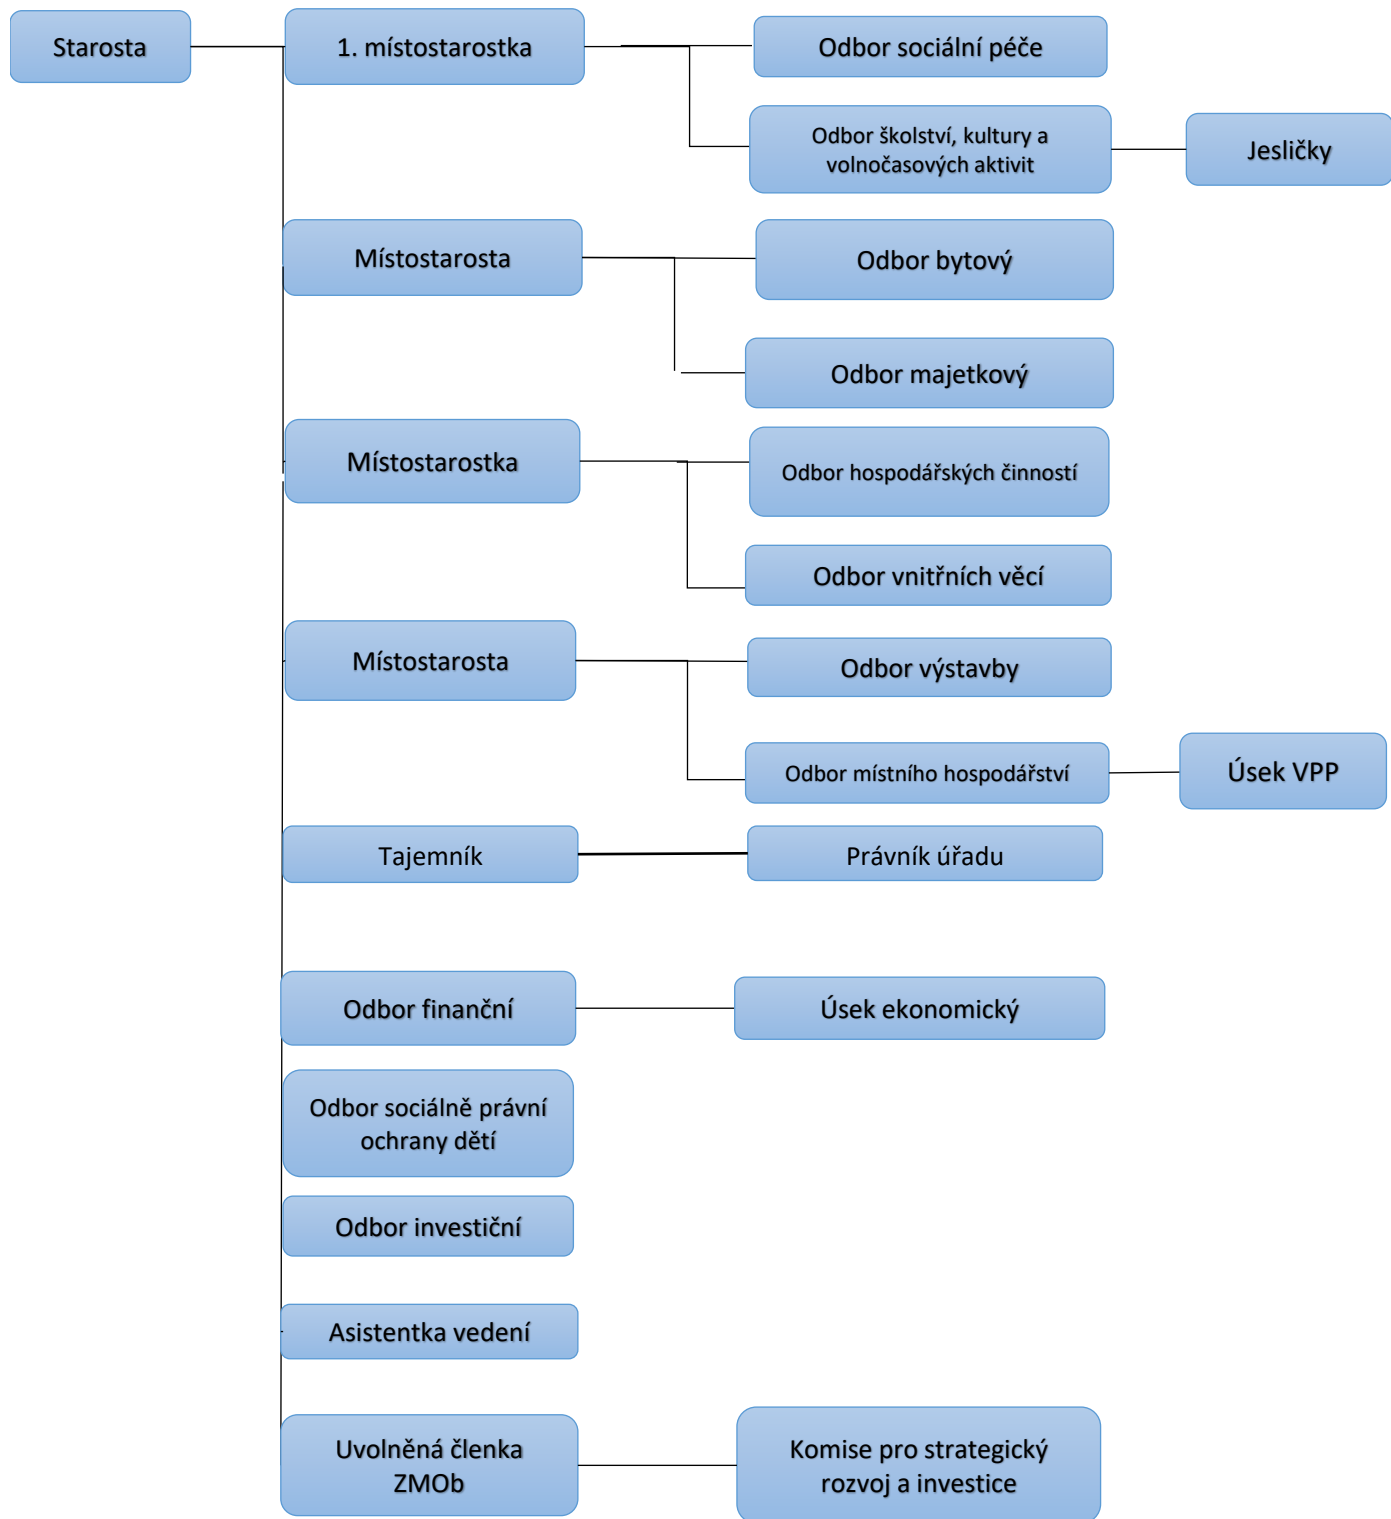 Starosta
1. místostarostka
Odbor sociální péče
Odbor školství, kultury a
volnočasových aktivit
Jesličky
Místostarosta
Odbor bytový
Odbor majetkový
Místostarostka
Odbor hospodářských činností
Odbor vnitřních věcí
Místostarosta
Odbor výstavby
Odbor místního hospodářství
Úsek VPP
Tajemník
Právník úřadu
Odbor finanční
Úsek ekonomický
Odbor sociálně právní
ochrany dětí
Odbor investiční
Asistentka vedení
Uvolněná členka
ZMOb
Komise pro strategický
rozvoj a investice